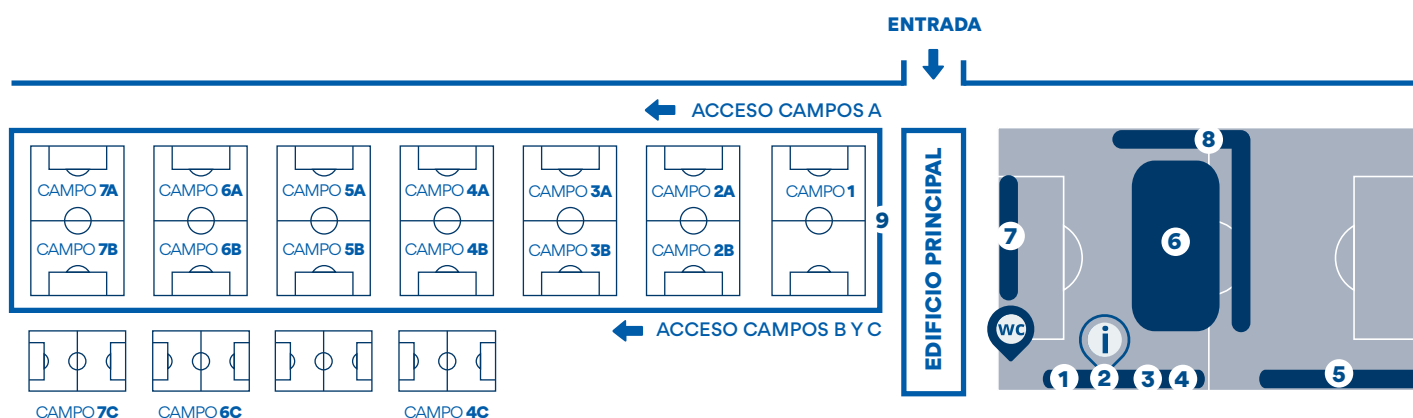 ENTRADA
ACCESO CAMPOS A
CAMPO 7A
CAMPO 6A
CAMPO 5A
CAMPO 4A
CAMPO 3A
CAMPO 2A
CAMPO 1
CAMPO 7B
CAMPO 6B
CAMPO 5B
CAMPO 4B
CAMPO 3B
CAMPO 2B
9
ACCESO CAMPOS B Y C
CAMPO 7C
CAMPO 6C
CAMPO 4C
EDIFICIO PRINCIPAL
8
7
6
WC
i
1
2
3
4
5